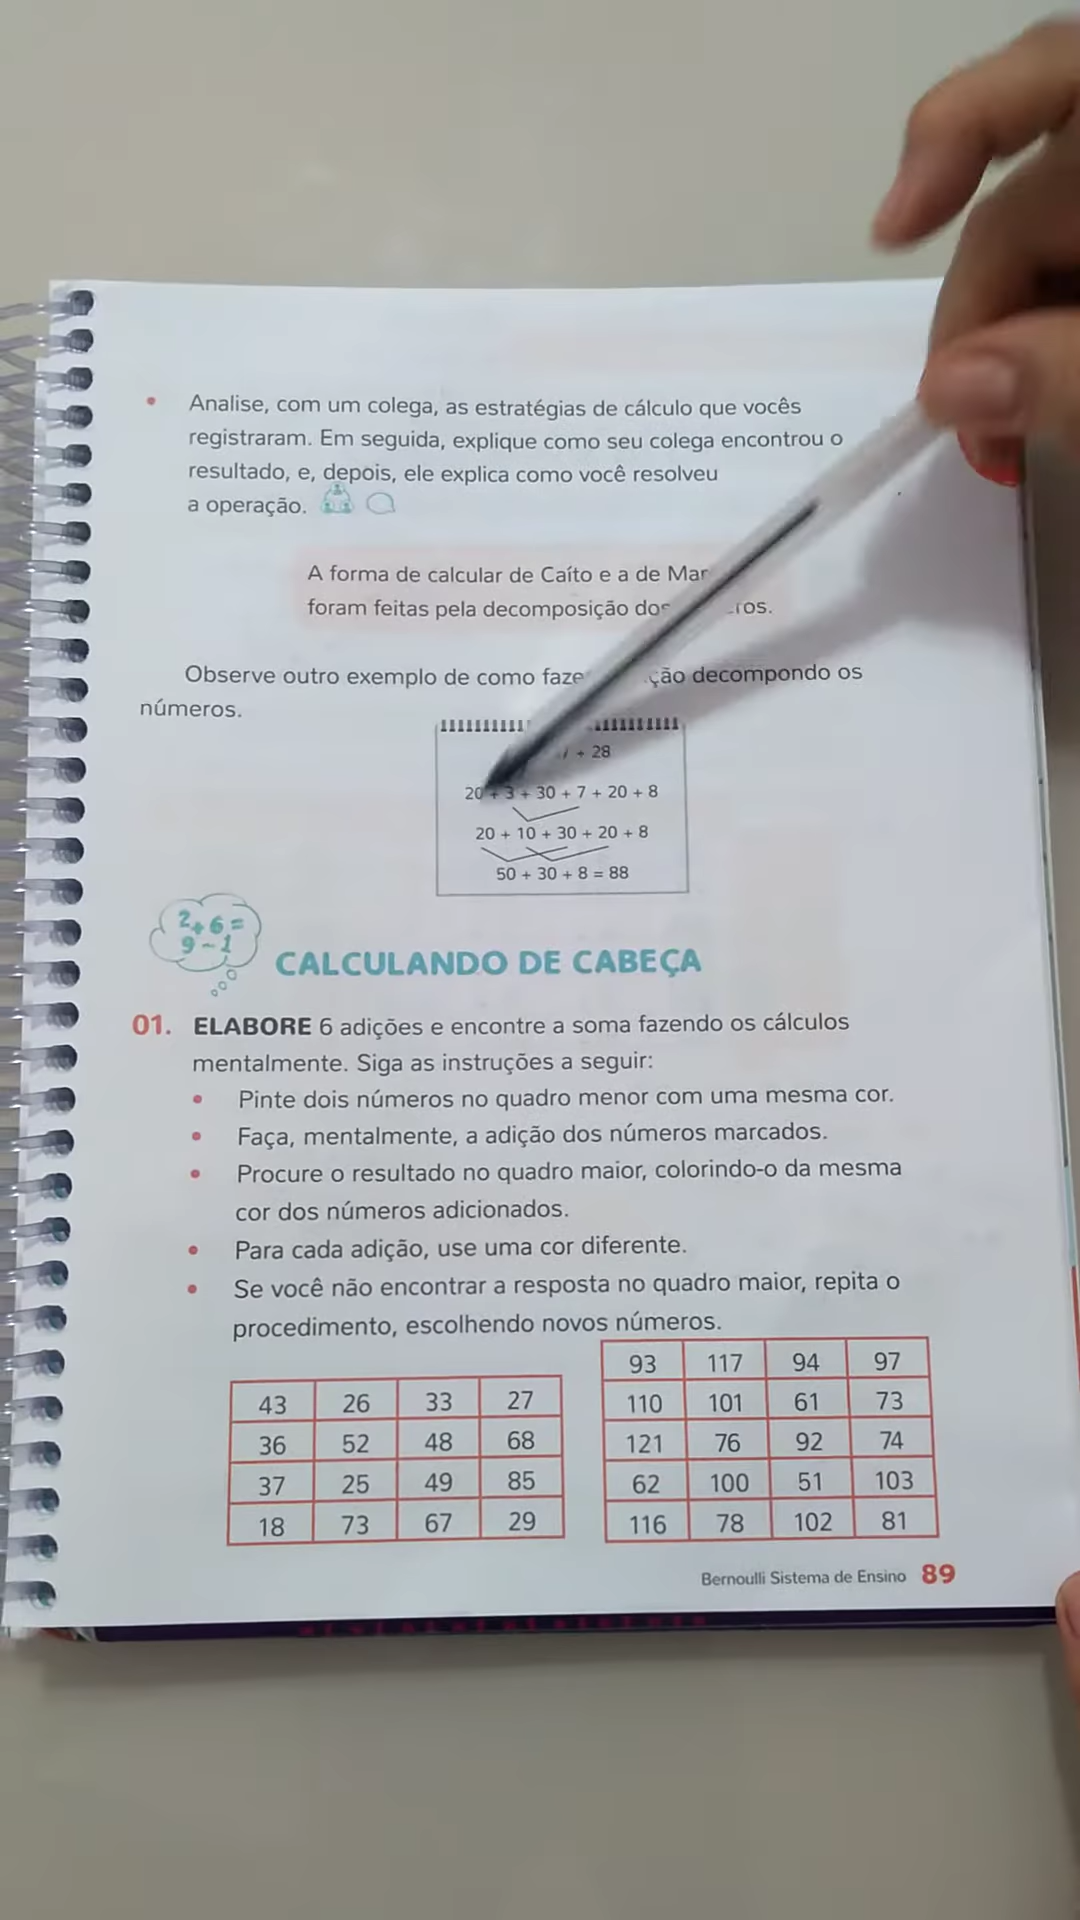 Analise, com um colega, as estratégias de cálculo que vocês
registraram. Em seguida, explique como seu colega encontrou o
resultado, e, depois, ele explica como você resolveu
a operação.
A forma de calcular de Caíto e a de
foram feitas pela decomposição
Observe outro exemplo de como decompondo os
números.
+ 28
20 + 3 + 30 + 7 + 20 + 8
20 + 10 + 30 + 20 + 8
50 + 30 + 8 = 88
2+6=
9-1
CALCULANDO DE CABEÇA
01. ELABORE 6 adições e encontre a soma fazendo os cálculos
mentalmente. Siga as instruções a seguir:
• Pinte dois números no quadro menor com uma mesma cor.
• Faça, mentalmente, a adição dos números marcados.
• Procure o resultado no quadro maior, colorindo-o da mesma
cor dos números adicionados.
• Para cada adição, use uma cor diferente.
• Se você não encontrar a resposta no quadro maior, repita o
procedimento, escolhendo novos números.
43 26 33 27
36 52 48 68
37 25 49 85
18 73 67 29
93 117 94 97
110 101 61 73
121 76 92 74
62 100 51 103
116 78 102 81
Bernoulli Sistema de Ensino 89